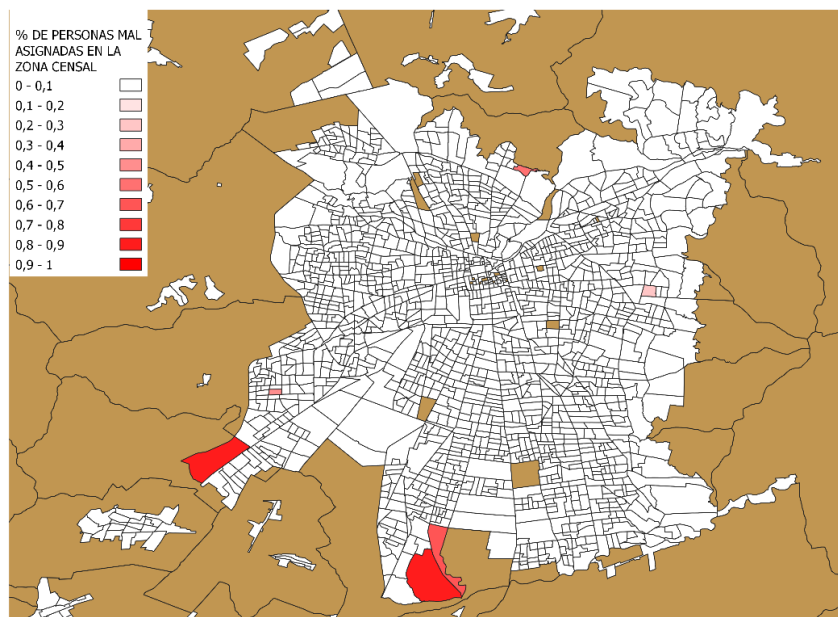 % DE PERSONAS MAL
ASIGNADAS EN LA
ZONA CENSAL
0 - 0,1
0,1 - 0,2
0,2 - 0,3
0,3 - 0,4
0,4 - 0,5
0,5 - 0,6
0,6 - 0,7
0,7 - 0,8
0,8 - 0,9
0,9 - 1